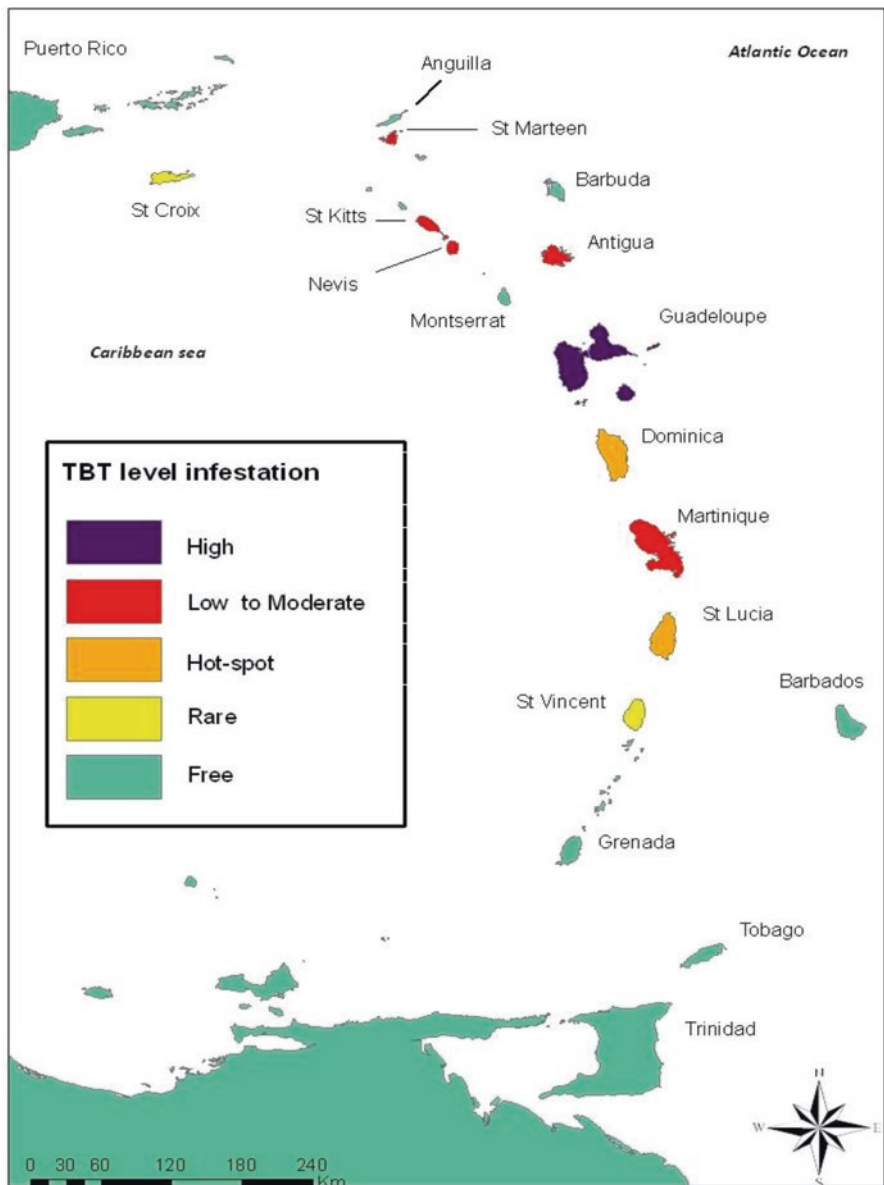 Puerto Rico
Atlantic Ocean
Anguilla
St Marteen
Barbuda
St Croix
St Kitts
Antigua
Nevis
Montserrat
Guadeloupe
Caribbean sea
Dominica
TBT level infestation
High
Low to Moderate
Hot-spot
Rare
Free
Martinique
St Lucia
Barbados
St Vincent
Grenada
Tobago
Trinidad
N
W E
S
0 30 60 120 180 240
Km